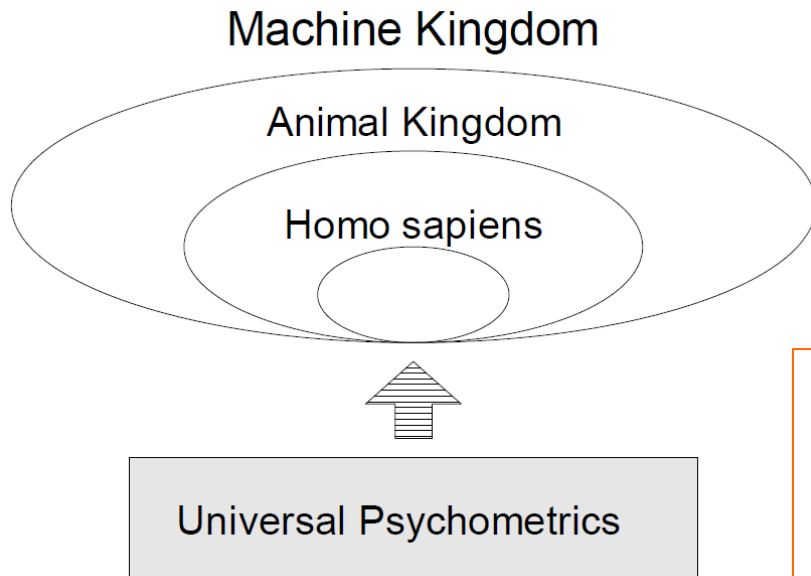 Machine Kingdom
Animal Kingdom
Homo sapiens
Universal Psychometrics